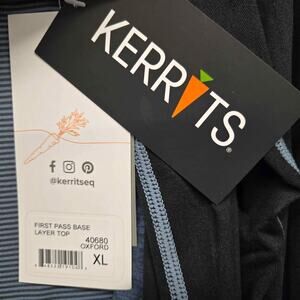 KERRITS®
@kerritseq
FIRST PASS BASE
LAYER TOP
40680
OXFORD
XL